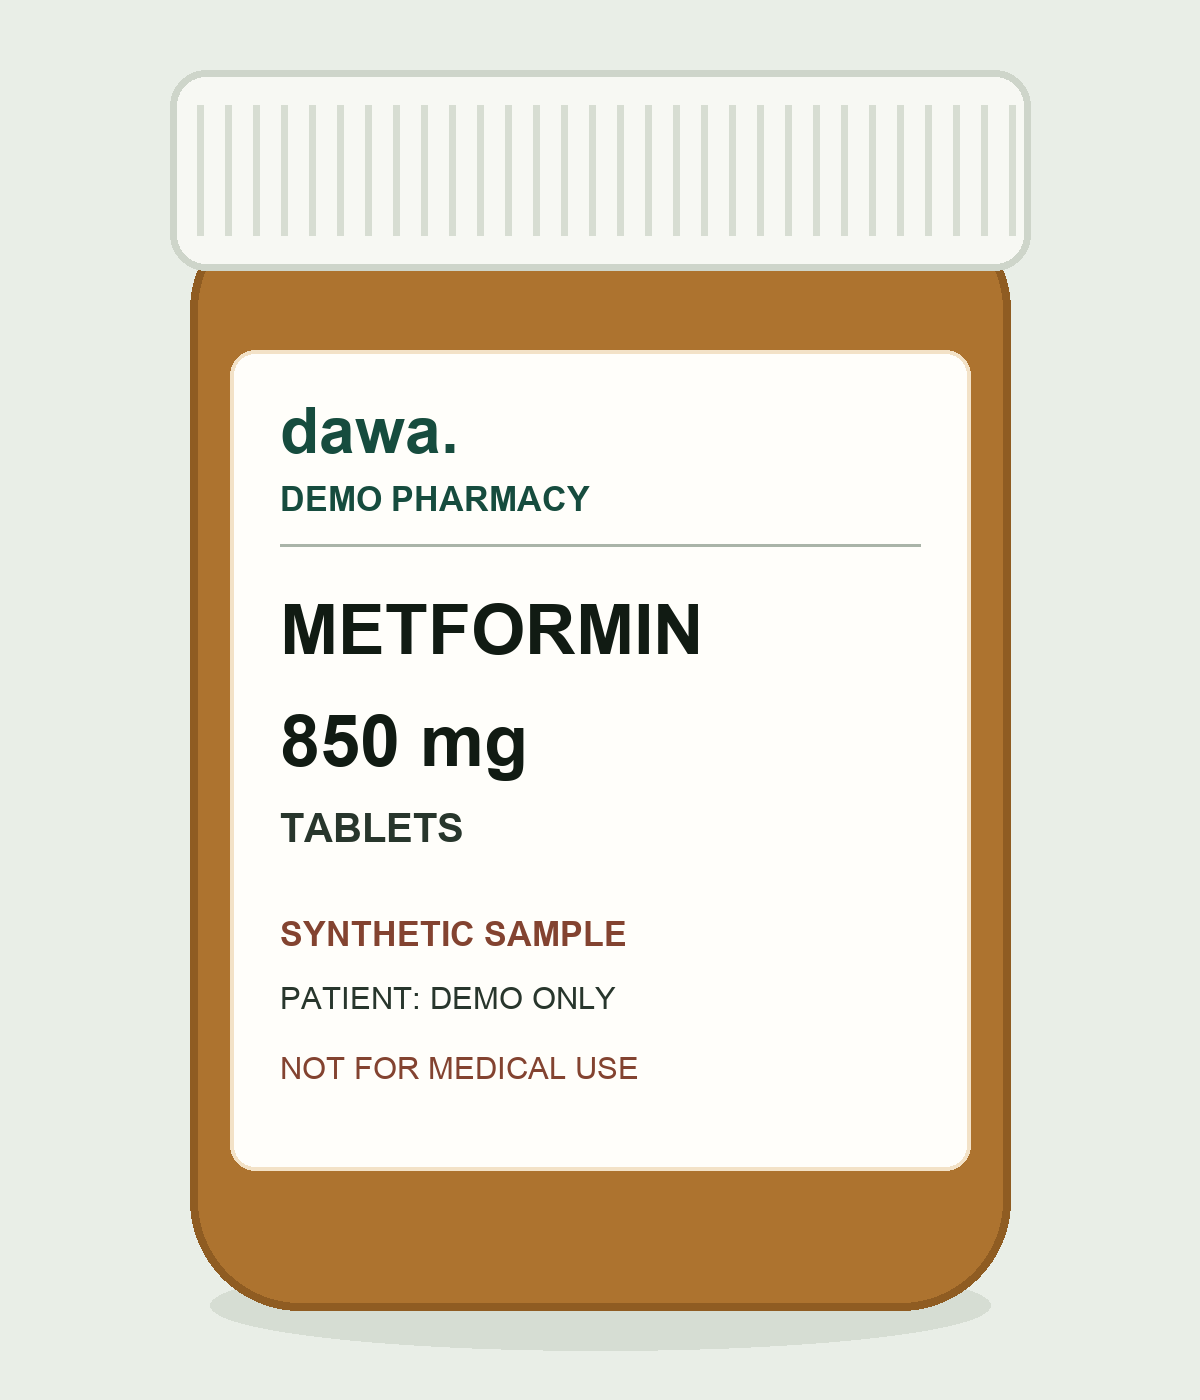 dawa.
DEMO PHARMACY
METFORMIN
850 mg
TABLETS
SYNTHETIC SAMPLE
PATIENT: DEMO ONLY
NOT FOR MEDICAL USE